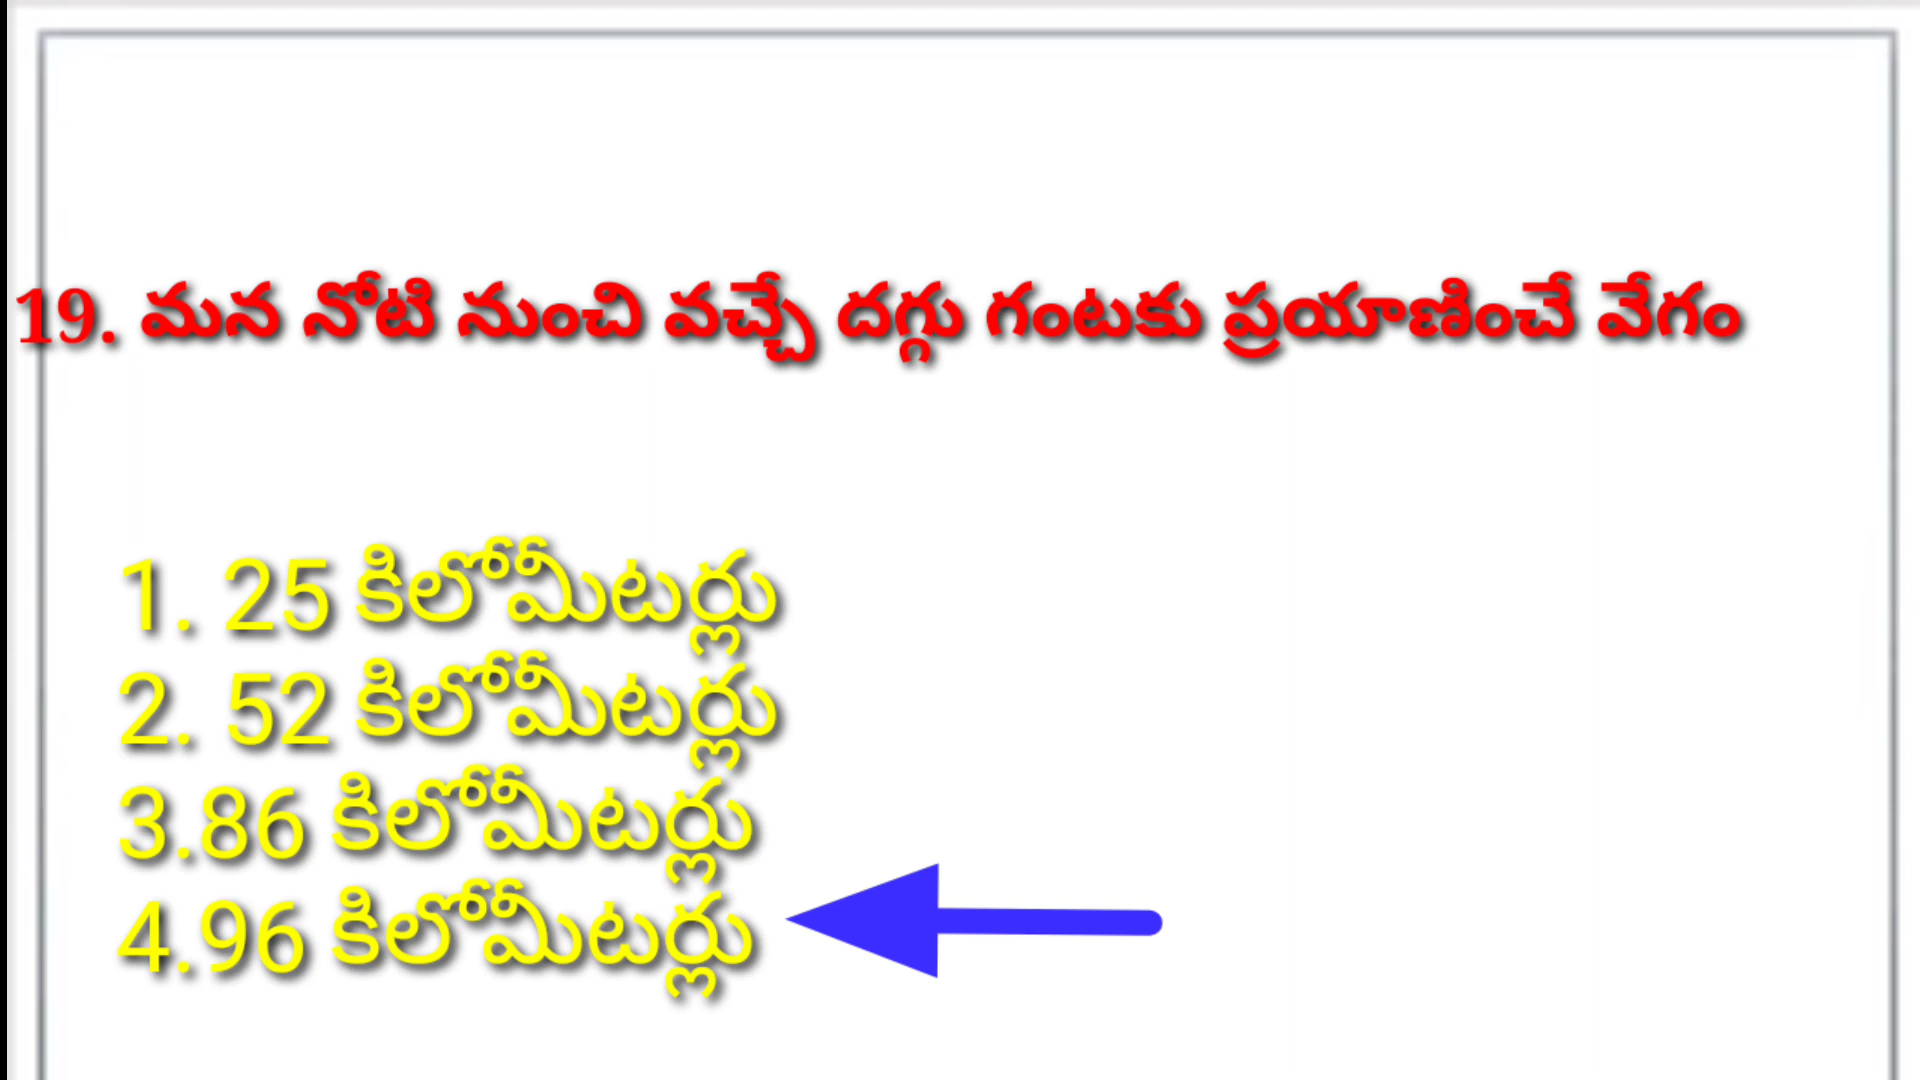 19. మన నోటి నుంచి వచ్చే దగ్గు గంటకు ప్రయాణించే వేగం
1. 25 కిలోమీటర్లు
2. 52 కిలోమీటర్లు
3.86 కిలోమీటర్లు
4.96 కిలోమీటర్లు